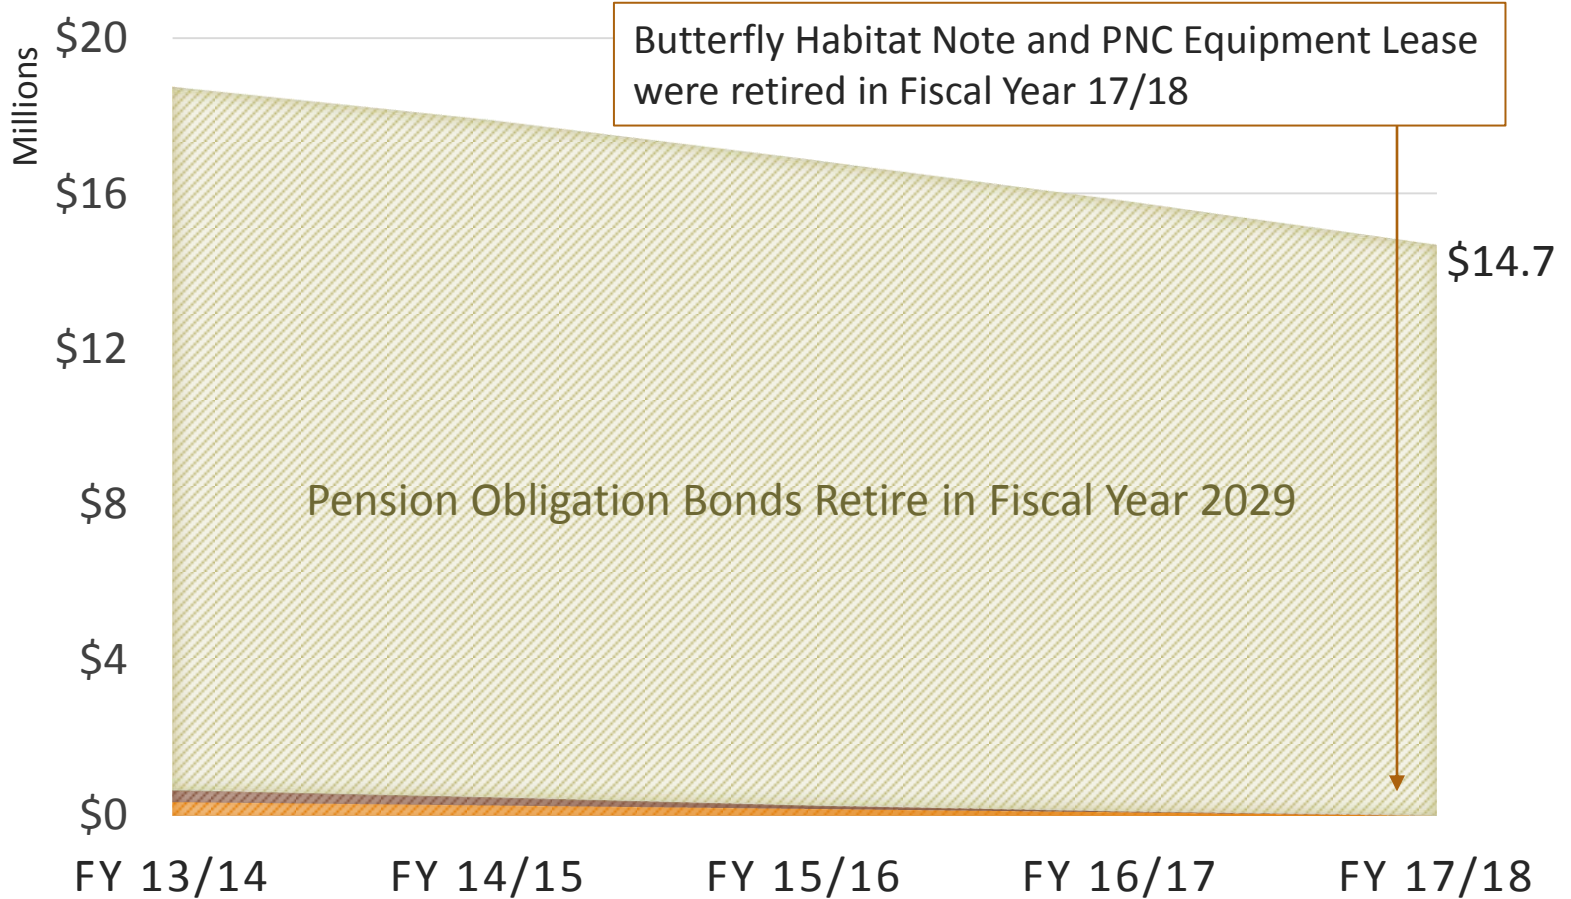 Millions
$20
Butterfly Habitat Note and PNC Equipment Lease
were retired in Fiscal Year 17/18
$16
$14.7
$12
$8
Pension Obligation Bonds Retire in Fiscal Year 2029
$4
$0
FY 13/14
FY 14/15
FY 15/16
FY 16/17
FY 17/18